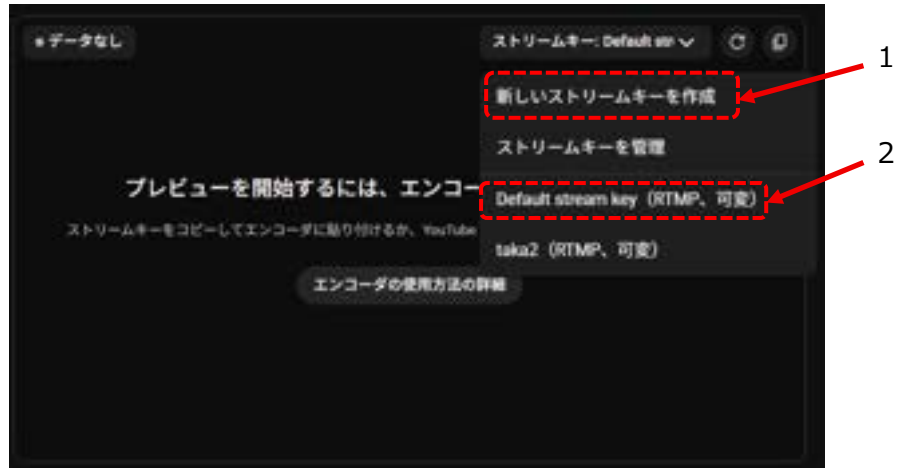 データなし
ストリームキー: Default str
1
新しいストリームキーを作成
ストリームキーを管理
2
プレビューを開始するには、エンコー
Default stream key（RTMP、可変）
ストリームキーをコピーしてエンコーダに貼り付けるか、YouTube
taka2（RTMP、可変）
エンコーダの使用方法の詳細